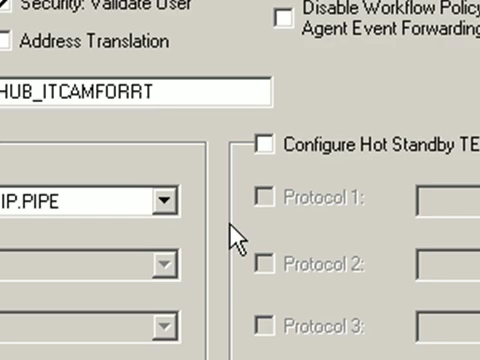 Security: Validate User
Disable Workflow Policy
Agent Event Forwarding
Address Translation
HUB_ITCAMFORRT
Configure Hot Standby TE
IP.PIPE
Protocol 1:
Protocol 2:
Protocol 3: